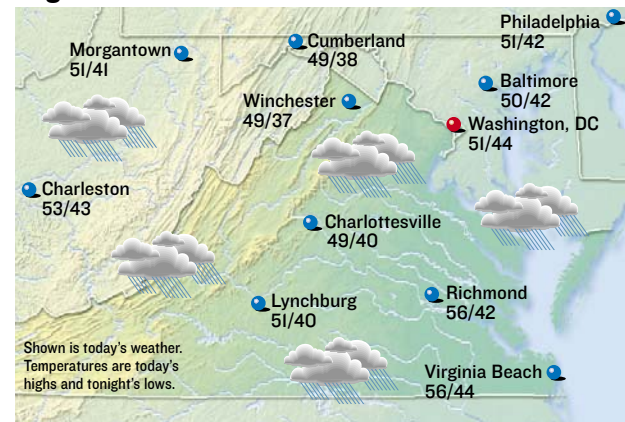 Philadelphia
51/42
Cumberland
49/38
Morgantown
51/41
Baltimore
50/42
Winchester
49/37
Washington, DC
51/44
Charleston
53/43
Charlottesville
49/40
Richmond
56/42
Lynchburg
51/40
Shown is today's weather.
Temperatures are today's
highs and tonight's lows.
Virginia Beach
56/44